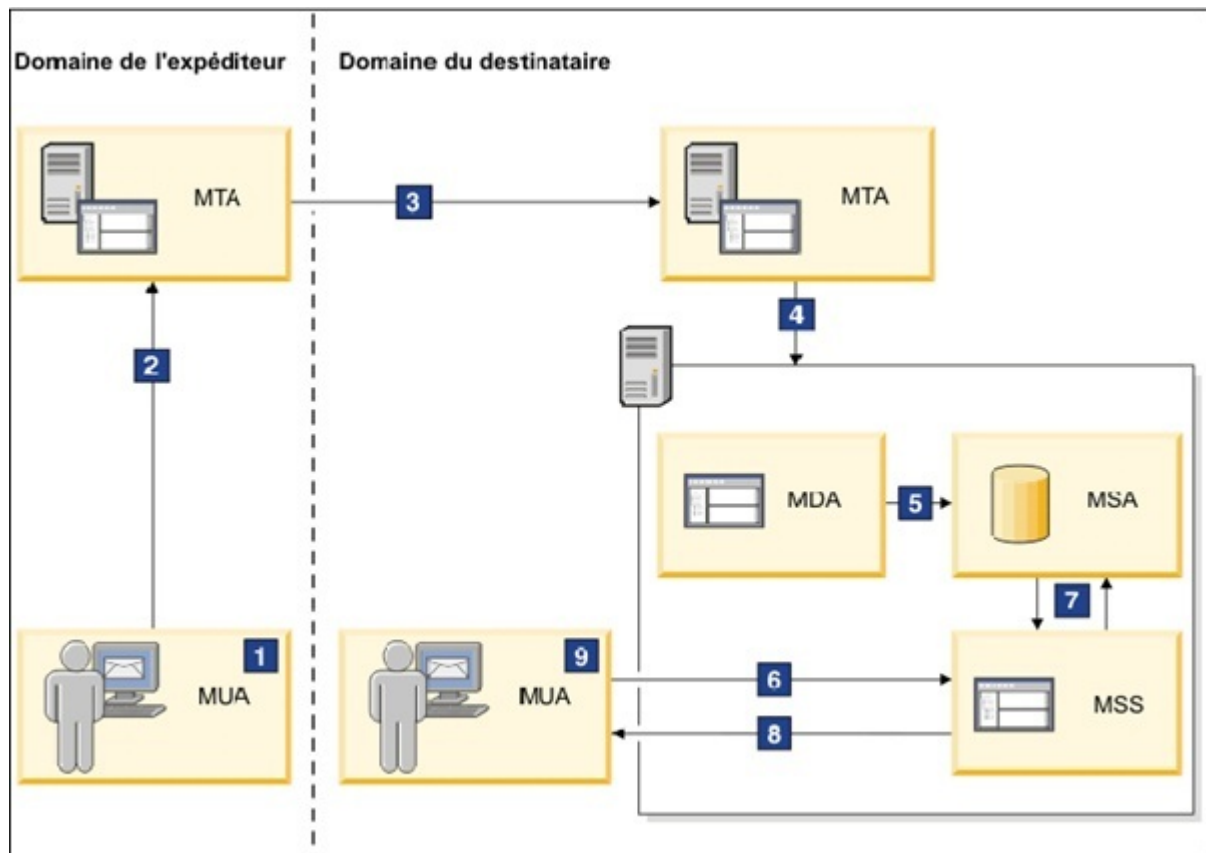 Domaine de l'expéditeur
Domaine du destinataire
MTA
3
MTA
4
2
MDA
5
MSA
7
1
MUA
9
MUA
6
8
MSS